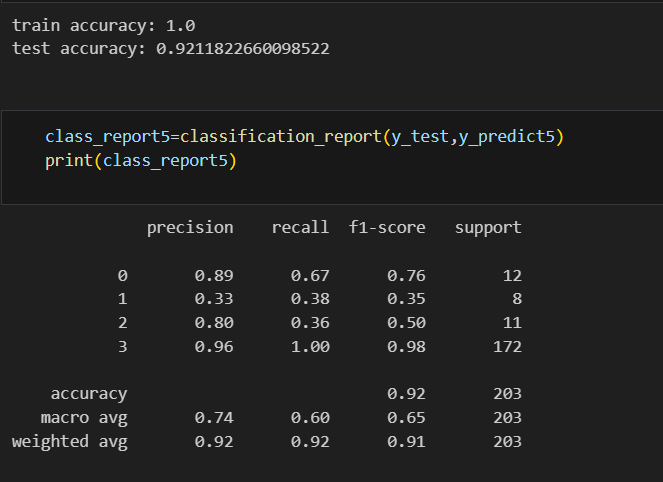 train accuracy: 1.0
test accuracy: 0.9211822660098522
class_report5=classification_report(y_test,y_predict5)
print(class_report5)
precision recall f1-score support
0 0.89 0.67 0.76 12
1 0.33 0.38 0.35 8
2 0.80 0.36 0.50 11
3 0.96 1.00 0.98 172
accuracy 0.92 203
macro avg 0.74 0.60 0.65 203
weighted avg 0.92 0.92 0.91 203